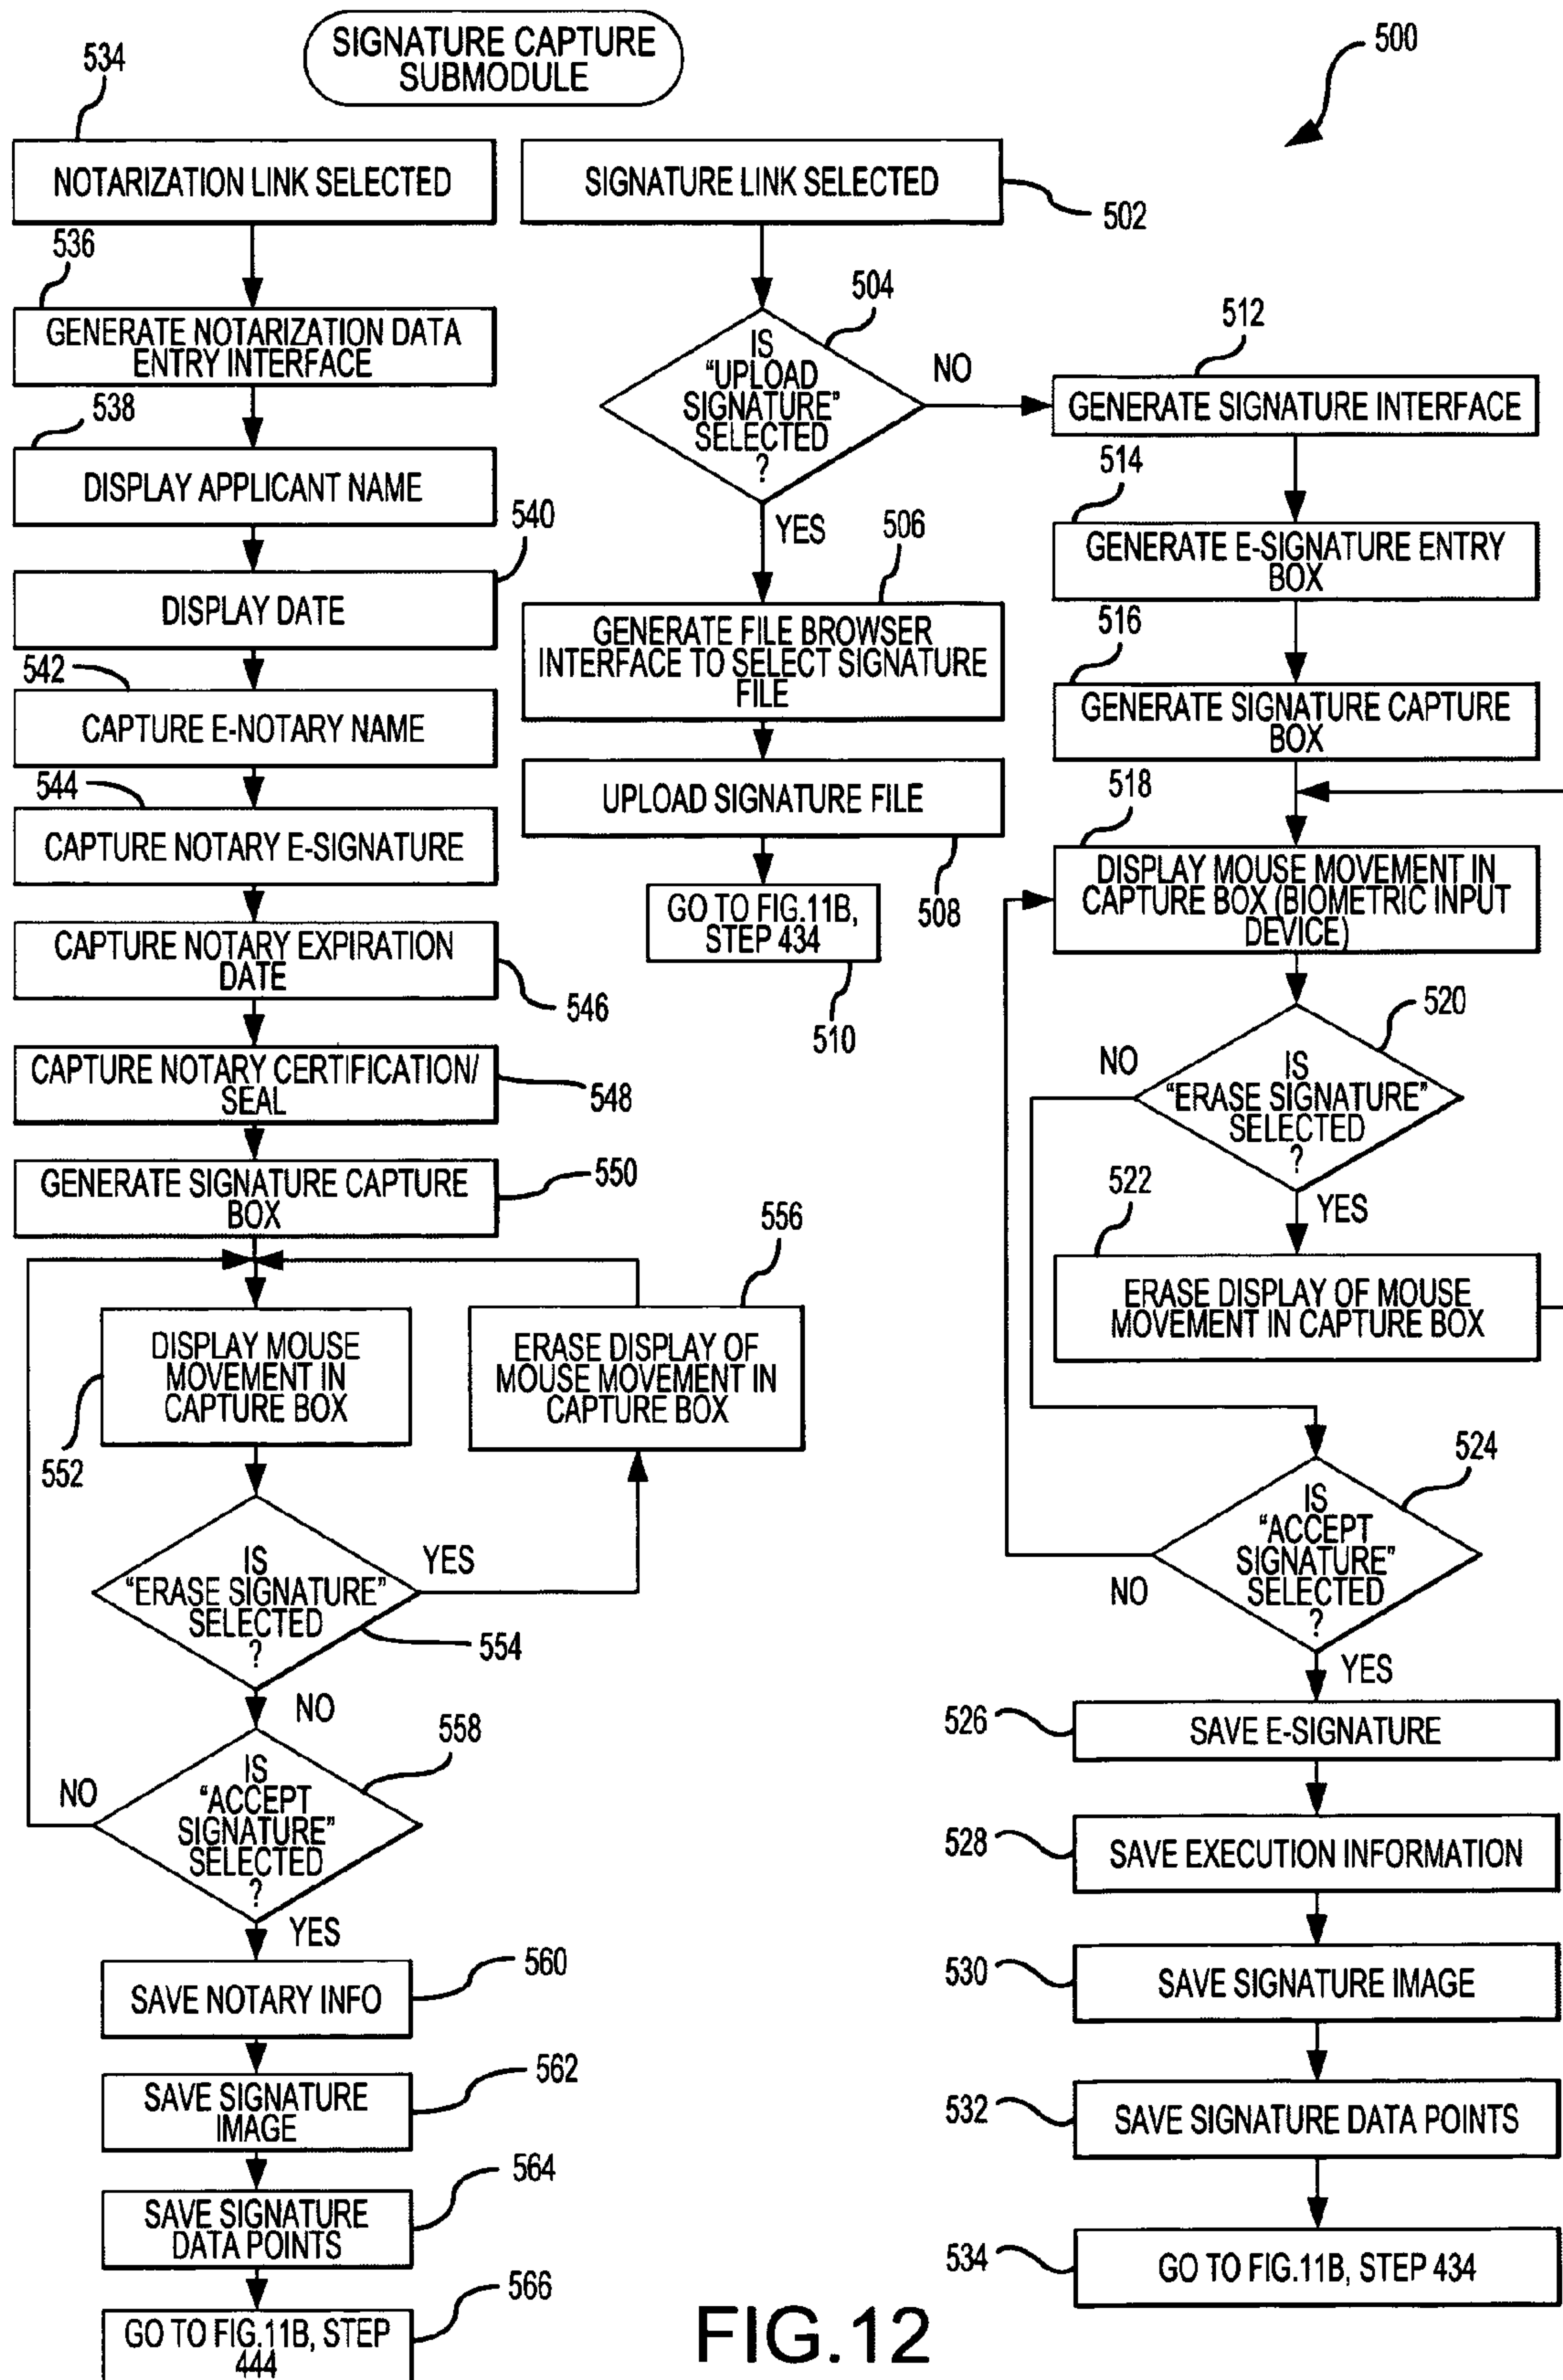 SIGNATURE CAPTURE
SUBMODULE
500
534
NOTARIZATION LINK SELECTED
536
GENERATE NOTARIZATION DATA
ENTRY INTERFACE
538
DISPLAY APPLICANT NAME
540
DISPLAY DATE
542
CAPTURE E-NOTARY NAME
544
CAPTURE NOTARY E-SIGNATURE
CAPTURE NOTARY EXPIRATION
DATE
546
CAPTURE NOTARY CERTIFICATION/
SEAL
548
GENERATE SIGNATURE CAPTURE
BOX
550
DISPLAY MOUSE
MOVEMENT IN
CAPTURE BOX
552
556
ERASE DISPLAY OF
MOUSE MOVEMENT IN
CAPTURE BOX
IS
"ERASE SIGNATURE"
SELECTED
?
YES
554
NO
558
IS
"ACCEPT
SIGNATURE"
SELECTED
?
NO
YES
SAVE NOTARY INFO
560
SAVE SIGNATURE
IMAGE
562
SAVE SIGNATURE
DATA POINTS
564
GO TO FIG.11B, STEP
444
566
SIGNATURE LINK SELECTED
502
504
IS
"UPLOAD
SIGNATURE"
SELECTED
?
NO
YES
506
GENERATE FILE BROWSER
INTERFACE TO SELECT SIGNATURE
FILE
UPLOAD SIGNATURE FILE
508
GO TO FIG.11B,
STEP 434
510
512
GENERATE SIGNATURE INTERFACE
514
GENERATE E-SIGNATURE ENTRY
BOX
516
GENERATE SIGNATURE CAPTURE
BOX
518
DISPLAY MOUSE MOVEMENT IN
CAPTURE BOX (BIOMETRIC INPUT
DEVICE)
520
IS
"ERASE SIGNATURE"
SELECTED
?
NO
YES
522
ERASE DISPLAY OF MOUSE
MOVEMENT IN CAPTURE BOX
524
IS
"ACCEPT
SIGNATURE"
SELECTED
?
NO
YES
526
SAVE E-SIGNATURE
528
SAVE EXECUTION INFORMATION
530
SAVE SIGNATURE IMAGE
532
SAVE SIGNATURE DATA POINTS
534
GO TO FIG.11B, STEP 434
FIG.12